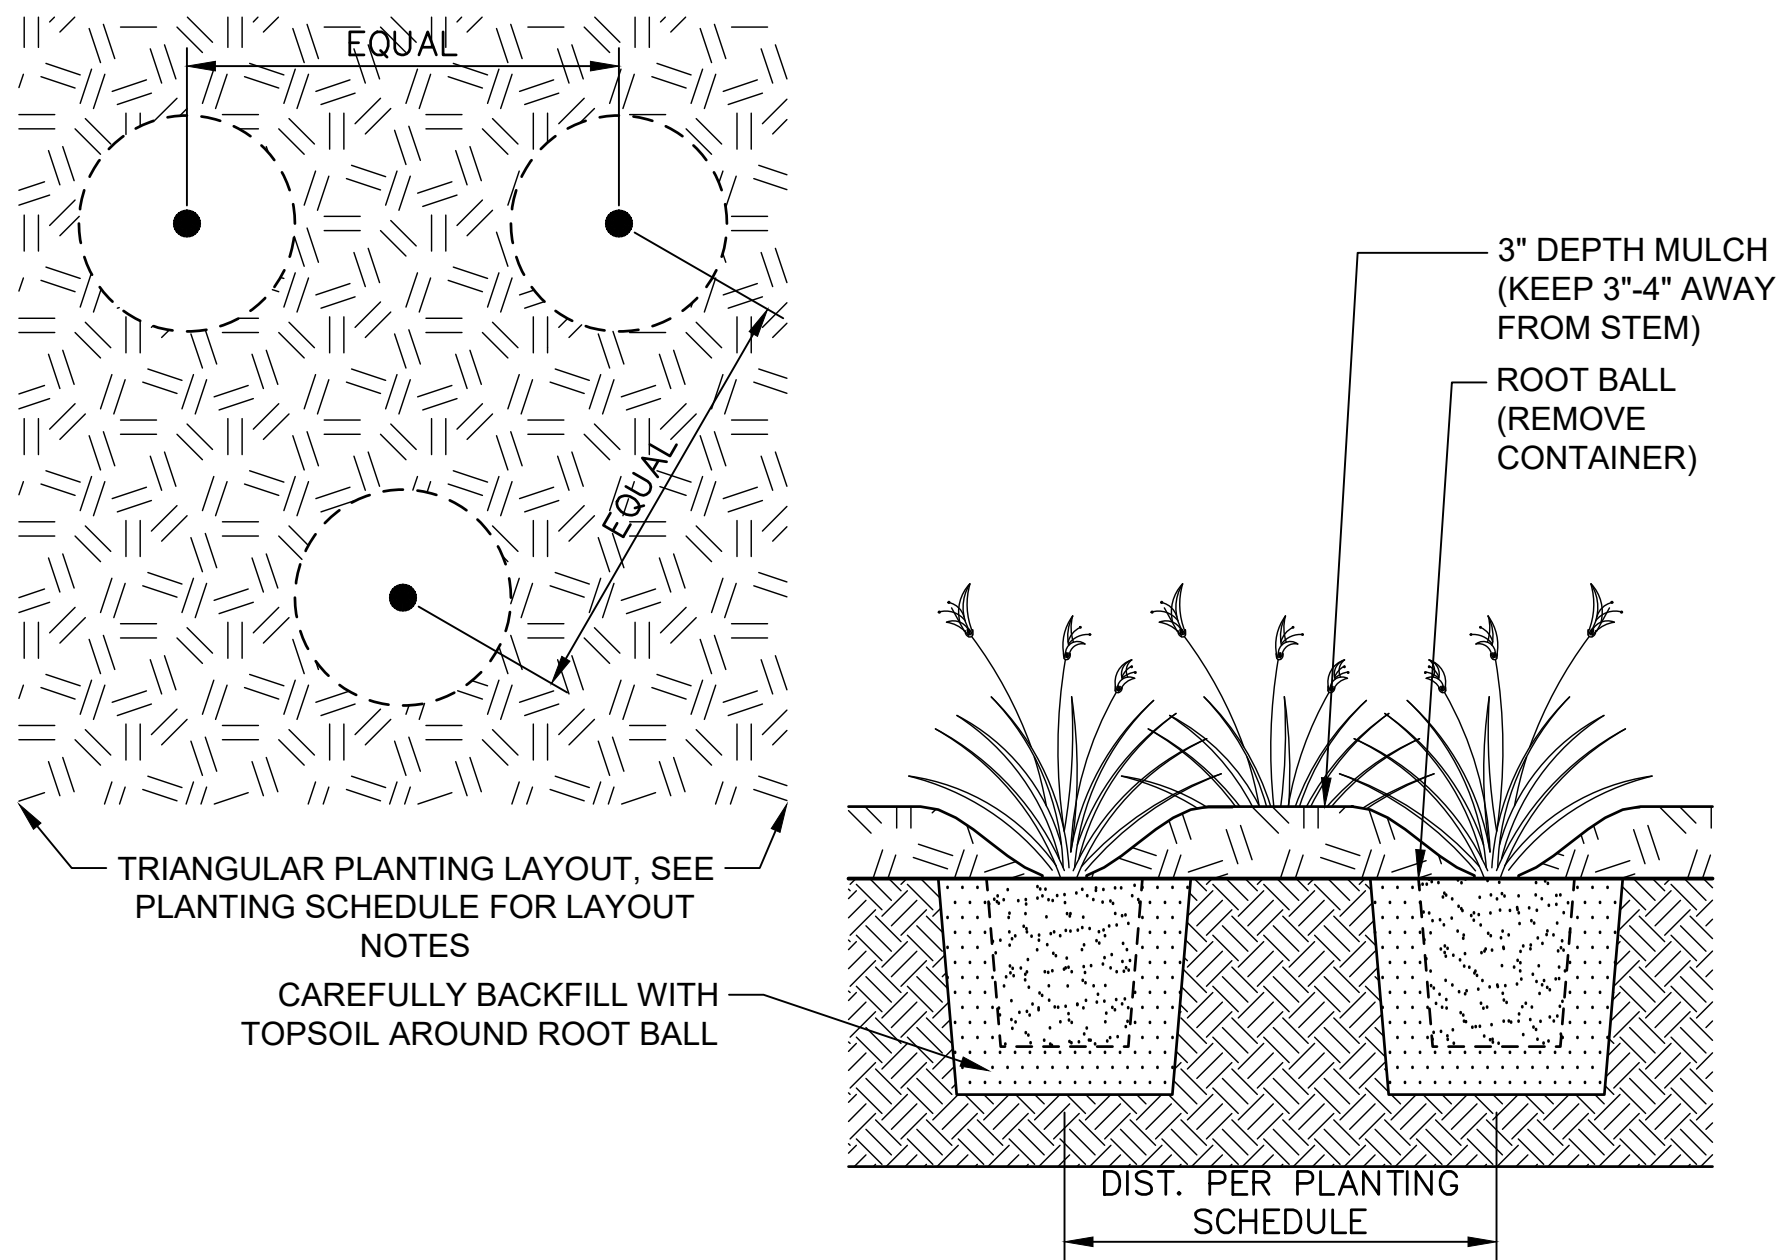 EQUAL
EQUAL
TRIANGULAR PLANTING LAYOUT, SEE
PLANTING SCHEDULE FOR LAYOUT
NOTES
CAREFULLY BACKFILL WITH
TOPSOIL AROUND ROOT BALL
3" DEPTH MULCH
(KEEP 3"-4" AWAY
FROM STEM)
ROOT BALL
(REMOVE
CONTAINER)
DIST. PER PLANTING
SCHEDULE